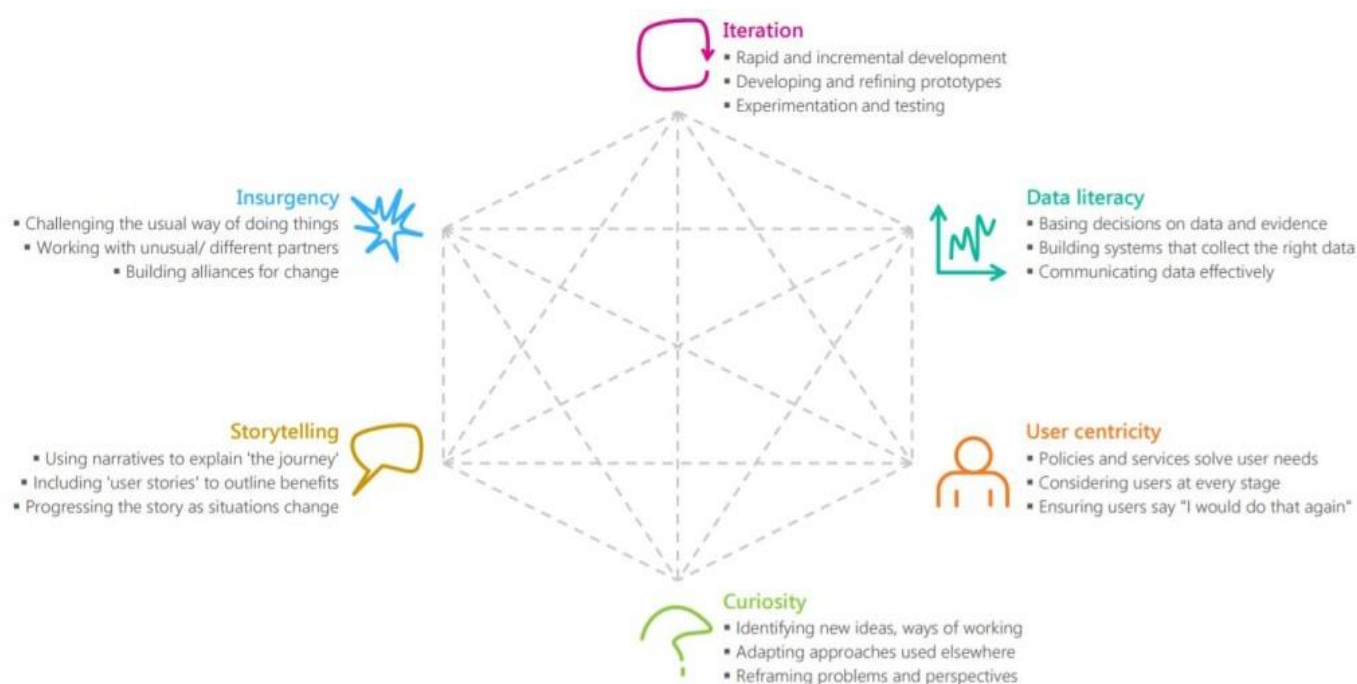 Iteration
▪ Rapid and incremental development
▪ Developing and refining prototypes
▪ Experimentation and testing
Insurgency
▪ Challenging the usual way of doing things
▪ Working with unusual/ different partners
▪ Building alliances for change
Data literacy
▪ Basing decisions on data and evidence
▪ Building systems that collect the right data
▪ Communicating data effectively
Storytelling
▪ Using narratives to explain 'the journey'
▪ Including 'user stories' to outline benefits
▪ Progressing the story as situations change
User centricity
▪ Policies and services solve user needs
▪ Considering users at every stage
▪ Ensuring users say "I would do that again"
Curiosity
▪ Identifying new ideas, ways of working
▪ Adapting approaches used elsewhere
▪ Reframing problems and perspectives